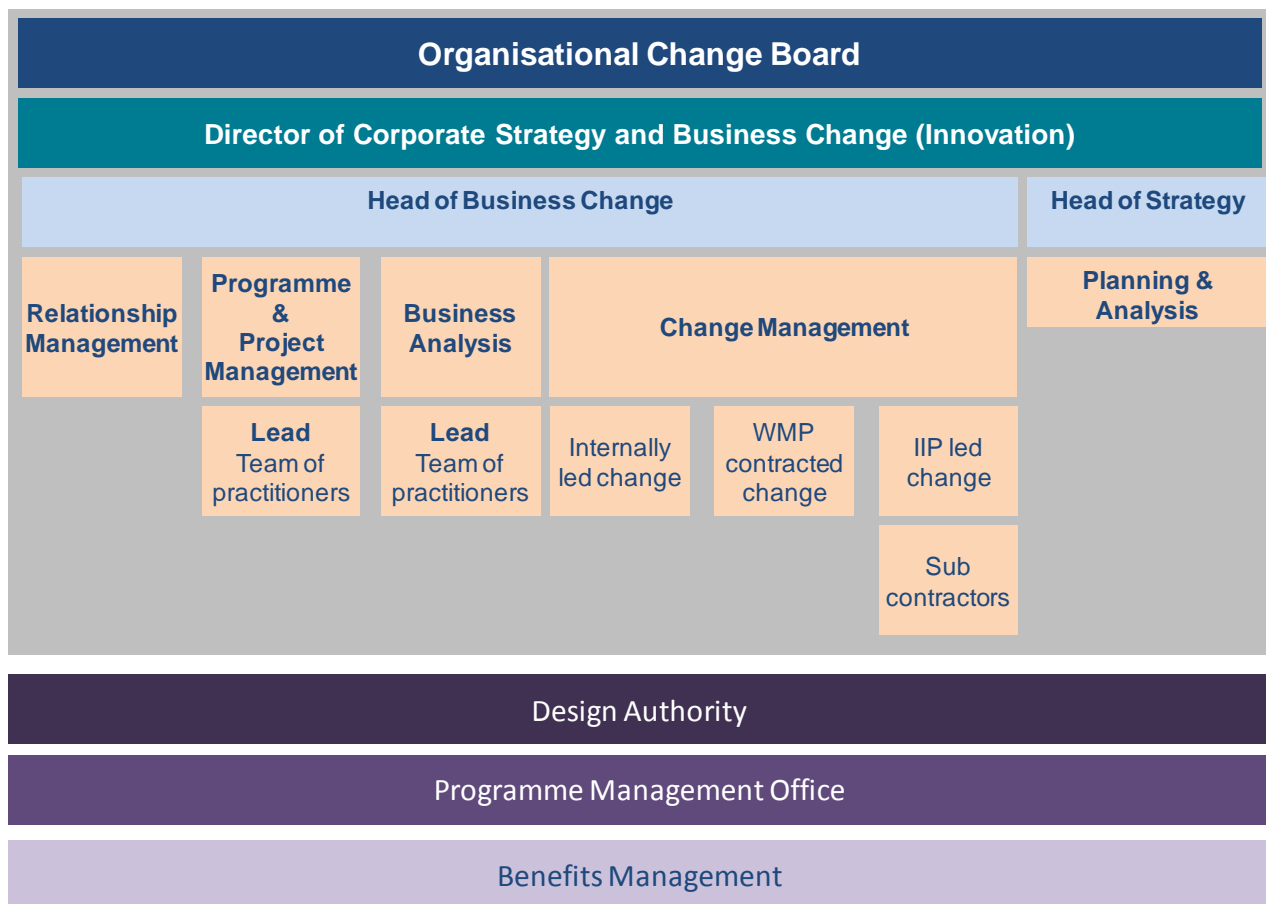 Organisational Change Board
Director of Corporate Strategy and Business Change (Innovation)
Head of Business Change
Head of Strategy
Relationship
Management
Programme
&
Project
Management
Business
Analysis
Change Management
Planning &
Analysis
Lead
Team of
practitioners
Lead
Team of
practitioners
Internally
led change
WMP
contracted
change
IIP led
change
Sub
contractors
Design Authority
Programme Management Office
Benefits Management